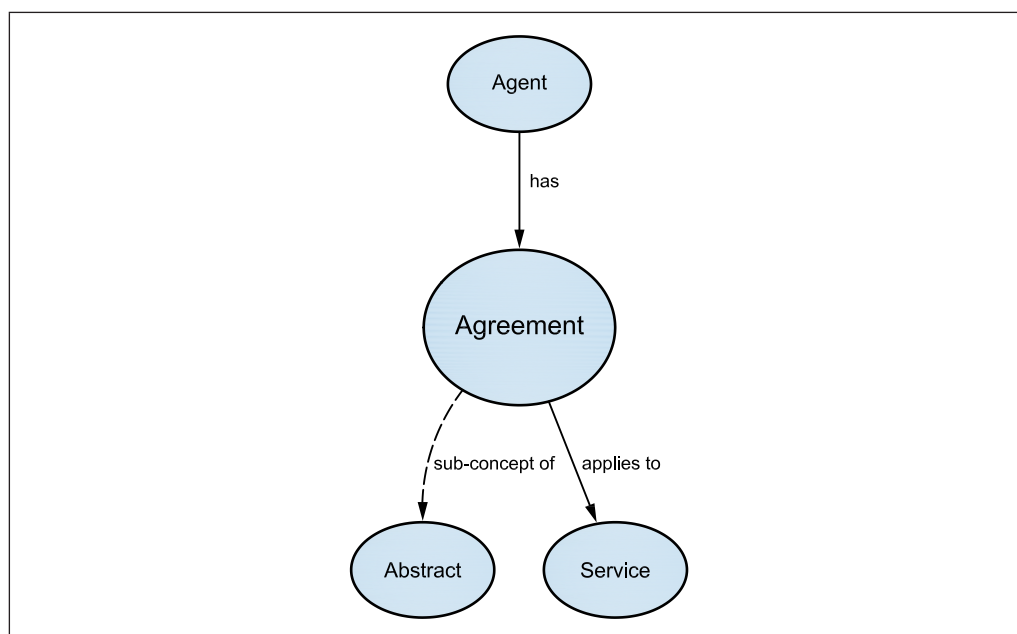 Agent
has
Agreement
sub-concept of
applies to
Abstract
Service